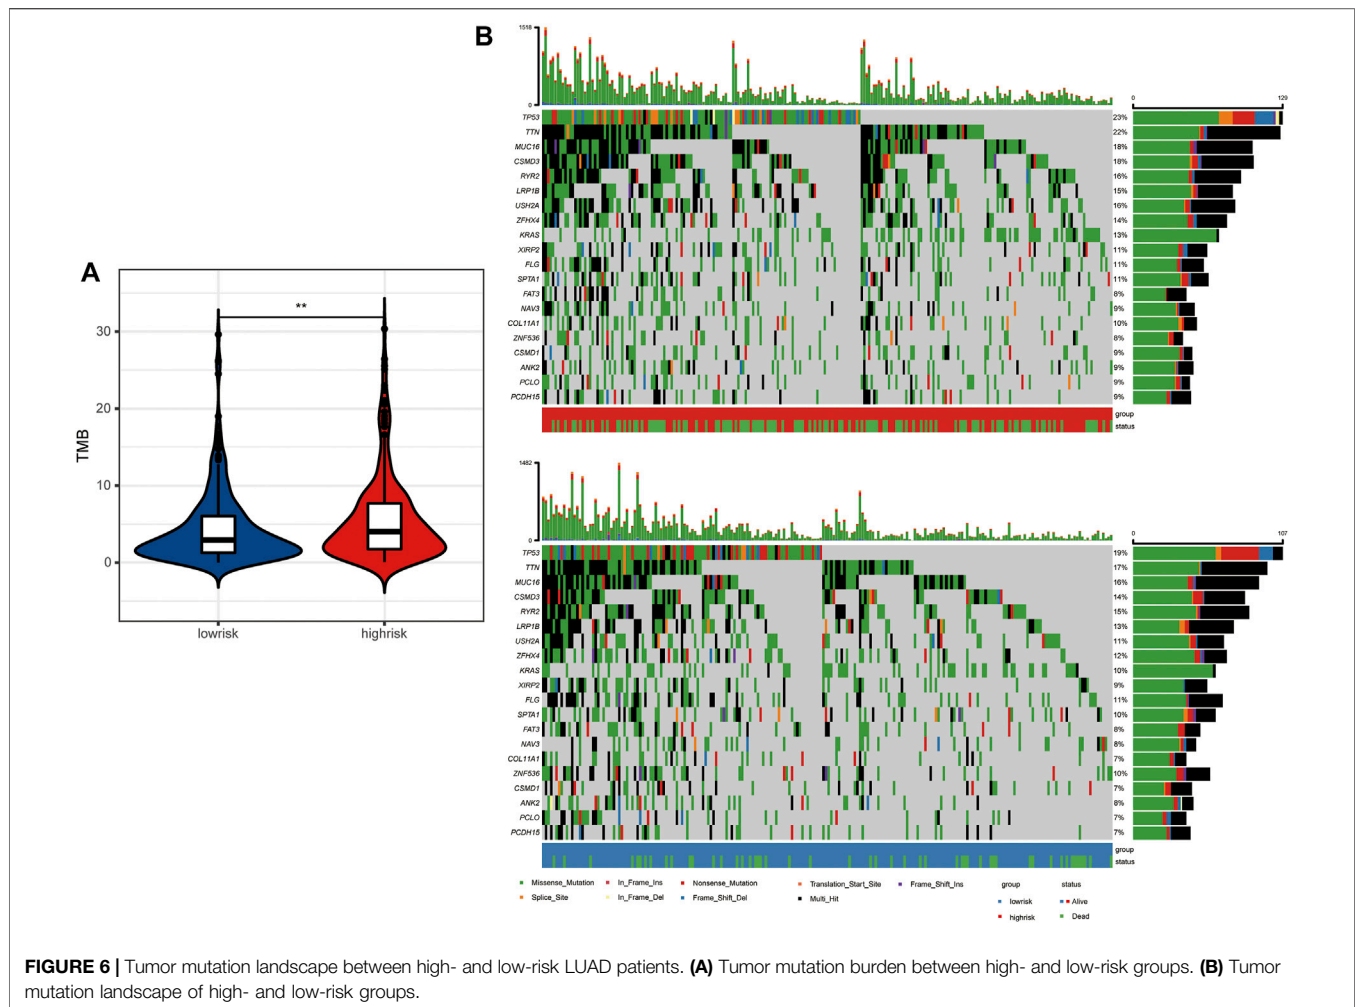 A
TMB
30
20
10
0
**
lowrisk
highrisk
B
1518
0
0
129
TP53 23%
TTN 22%
MUC16 18%
CSMD3 18%
RYR2 16%
LRP1B 15%
USH2A 16%
ZFHX4 14%
KRAS 13%
XIRP2 11%
FLG 11%
SPTA1 11%
FAT3 8%
NAV3 9%
COL11A1 10%
ZNF536 8%
CSMD1 9%
ANK2 9%
PCLO 9%
PCDH15 9%
group
status
1482
0
0
107
TP53 19%
TTN 17%
MUC16 16%
CSMD3 14%
RYR2 15%
LRP1B 13%
USH2A 11%
ZFHX4 12%
KRAS 10%
XIRP2 9%
FLG 11%
SPTA1 10%
FAT3 8%
NAV3 8%
COL11A1 7%
ZNF536 10%
CSMD1 7%
ANK2 8%
PCLO 7%
PCDH15 7%
group
status
Missense_Mutation In_Frame_Ins Nonsense_Mutation Translation_Start_Site Frame_Shift_Ins group status
Splice_Site In_Frame_Del Frame_Shift_Del Multi_Hit lowrisk Alive
highrisk Dead
FIGURE 6 | Tumor mutation landscape between high- and low-risk LUAD patients. (A) Tumor mutation burden between high- and low-risk groups. (B) Tumor
mutation landscape of high- and low-risk groups.